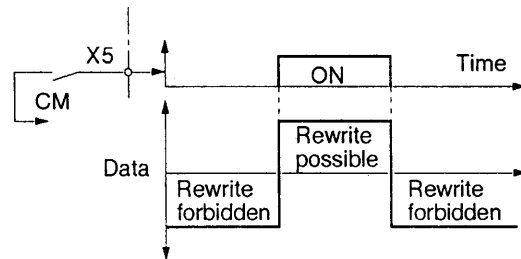 X5
CM
ON
Time
Data
Rewrite
possible
Rewrite
forbidden
Rewrite
forbidden